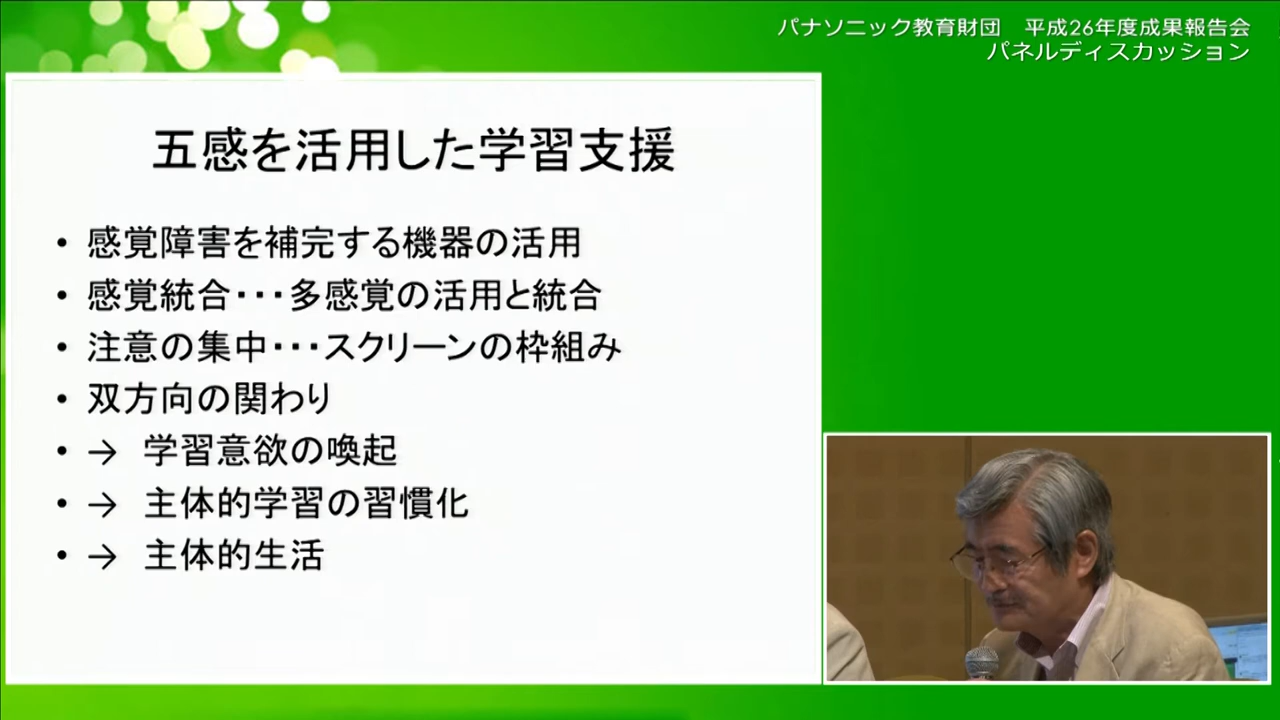 パナソニック教育財団　平成26年度成果報告会
パネルディスカッション
五感を活用した学習支援
• 感覚障害を補完する機器の活用
• 感覚統合・・・多感覚の活用と統合
• 注意の集中・・・スクリーンの枠組み
• 双方向の関わり
• → 学習意欲の喚起
• → 主体的学習の習慣化
• → 主体的生活